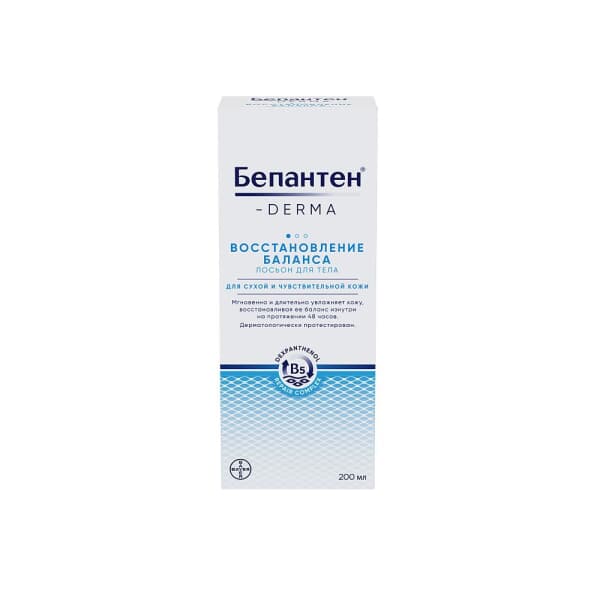 Бепантен®
-DERMA
ВОССТАНОВЛЕНИЕ
БАЛАНСА
ЛОСЬОН ДЛЯ ТЕЛА
ДЛЯ СУХОЙ И ЧУВСТВИТЕЛЬНОЙ КОЖИ
Мгновенно и длительно увлажняет кожу,
восстанавливая ее баланс изнутри
на протяжении 48 часов.
Дерматологически протестирован.
DEXPANTHENOL
B5
REPAIR COMPLEX
BAYER
200 мл